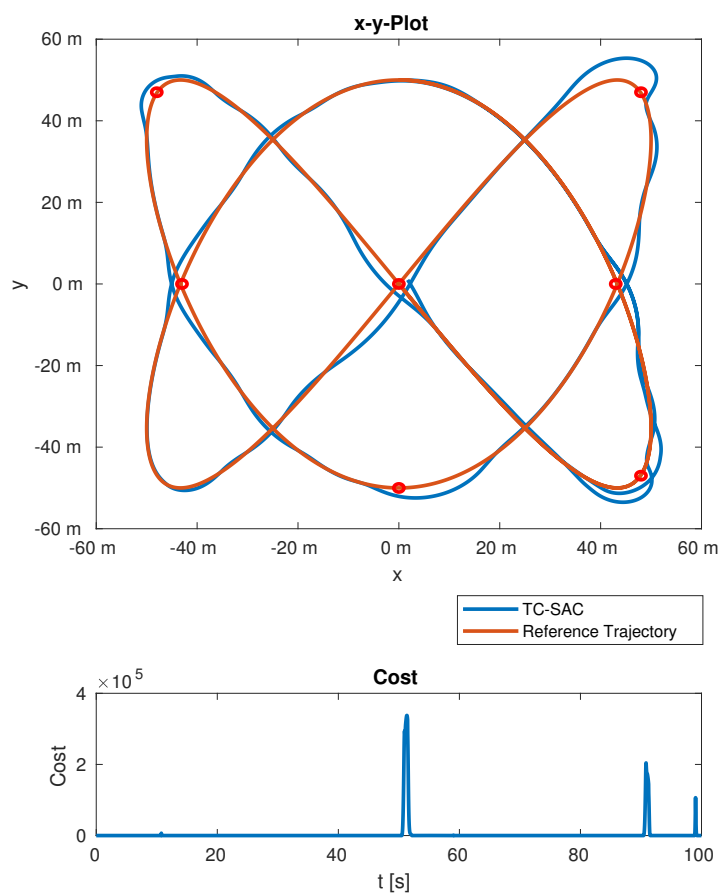 x-y-Plot
60 m
40 m
20 m
0 m
-20 m
-40 m
-60 m
y
-60 m -40 m -20 m 0 m 20 m 40 m 60 m
x
TC-SAC
Reference Trajectory
Cost
×10^5
4
2
0
Cost
0 20 40 60 80 100
t [s]